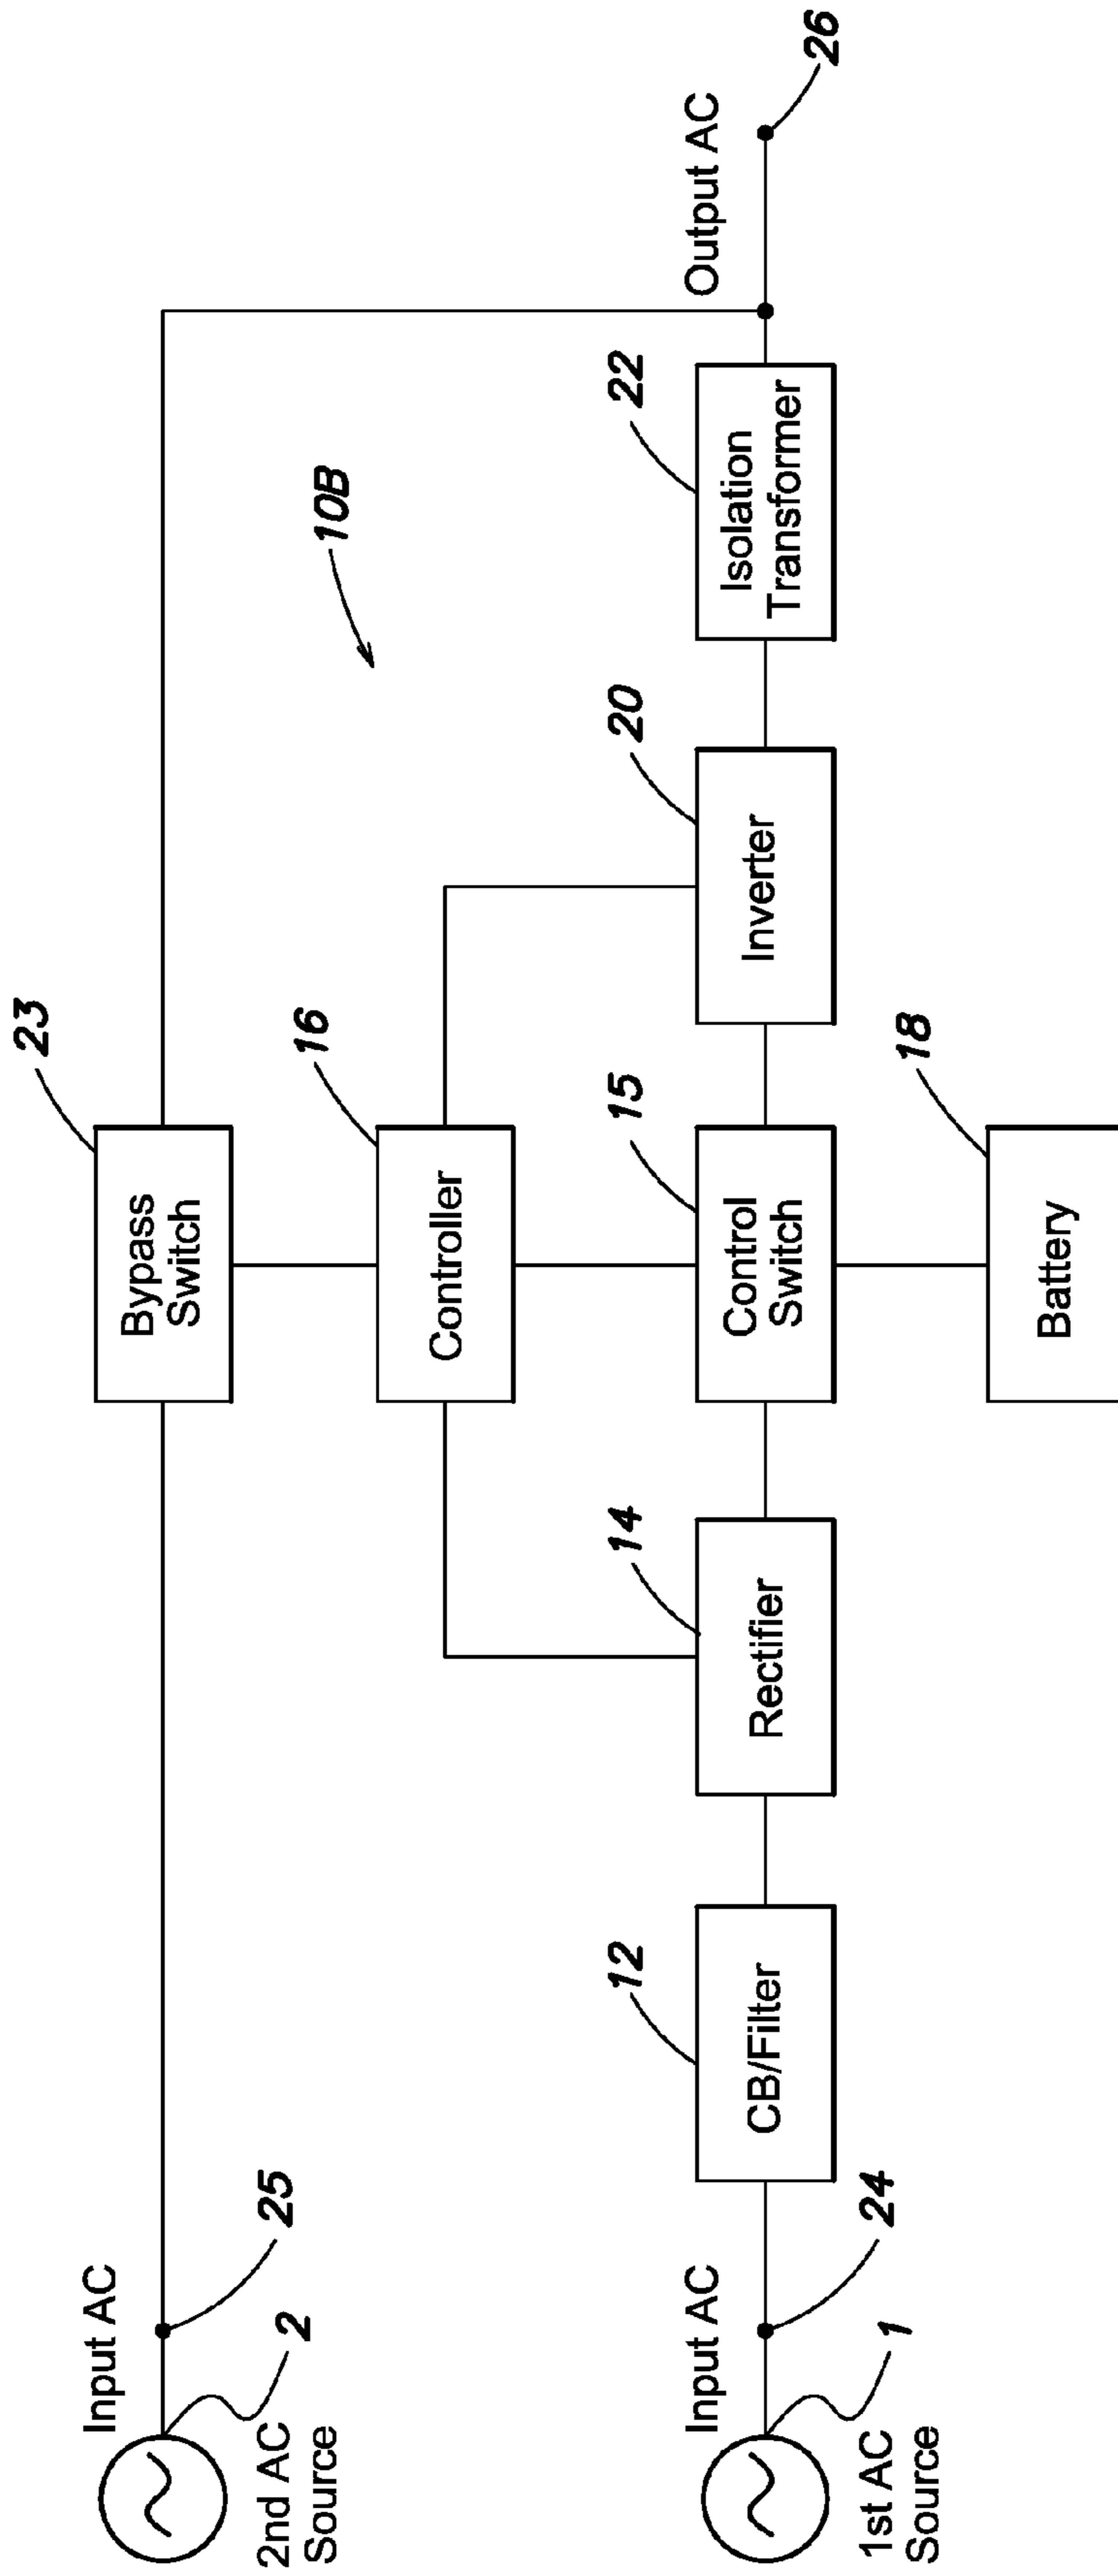 23
Bypass
Switch
Input AC
25
2
2nd AC
Source
10B
16
Controller
Output AC
26
12
CB/Filter
14
Rectifier
15
Control
Switch
20
Inverter
22
Isolation
Transformer
Input AC
24
1
1st AC
Source
18
Battery